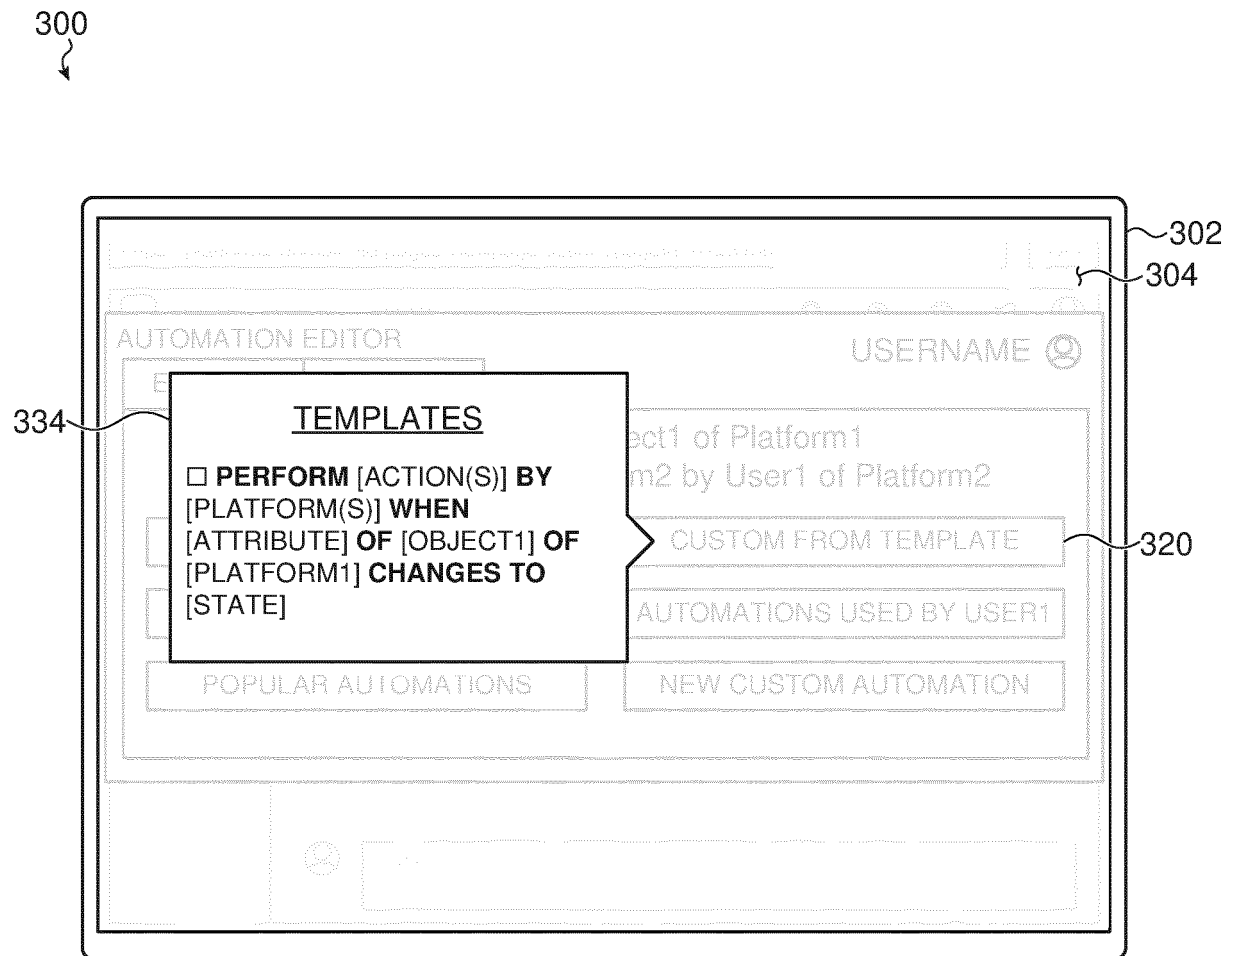 300
302
304
AUTOMATION EDITOR
USERNAME
334
TEMPLATES
☐ PERFORM [ACTION(S)] BY
[PLATFORM(S)] WHEN
[ATTRIBUTE] OF [OBJECT1] OF
[PLATFORM1] CHANGES TO
[STATE]
ect1 of Platform1
m2 by User1 of Platform2
CUSTOM FROM TEMPLATE
320
AUTOMATIONS USED BY USER1
POPULAR AUTOMATIONS
NEW CUSTOM AUTOMATION